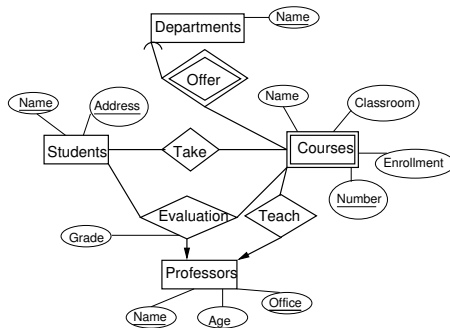 Departments
Name
Offer
Name
Address
Name
Classroom
Students
Take
Courses
Enrollment
Number
Evaluation
Teach
Grade
Professors
Name
Age
Office